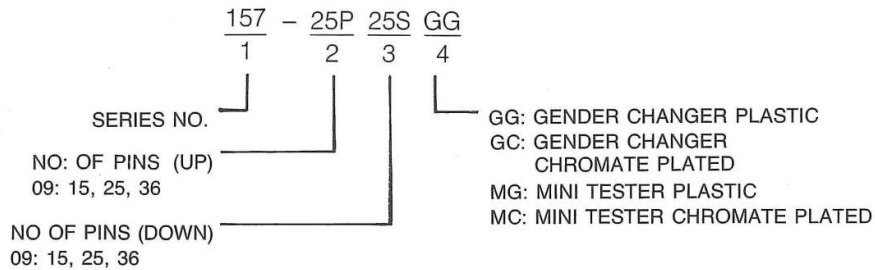 157 – 25P 25S GG
1 2 3 4
SERIES NO.
NO: OF PINS (UP)
09: 15, 25, 36
NO OF PINS (DOWN)
09: 15, 25, 36
GG: GENDER CHANGER PLASTIC
GC: GENDER CHANGER
CHROMATE PLATED
MG: MINI TESTER PLASTIC
MC: MINI TESTER CHROMATE PLATED